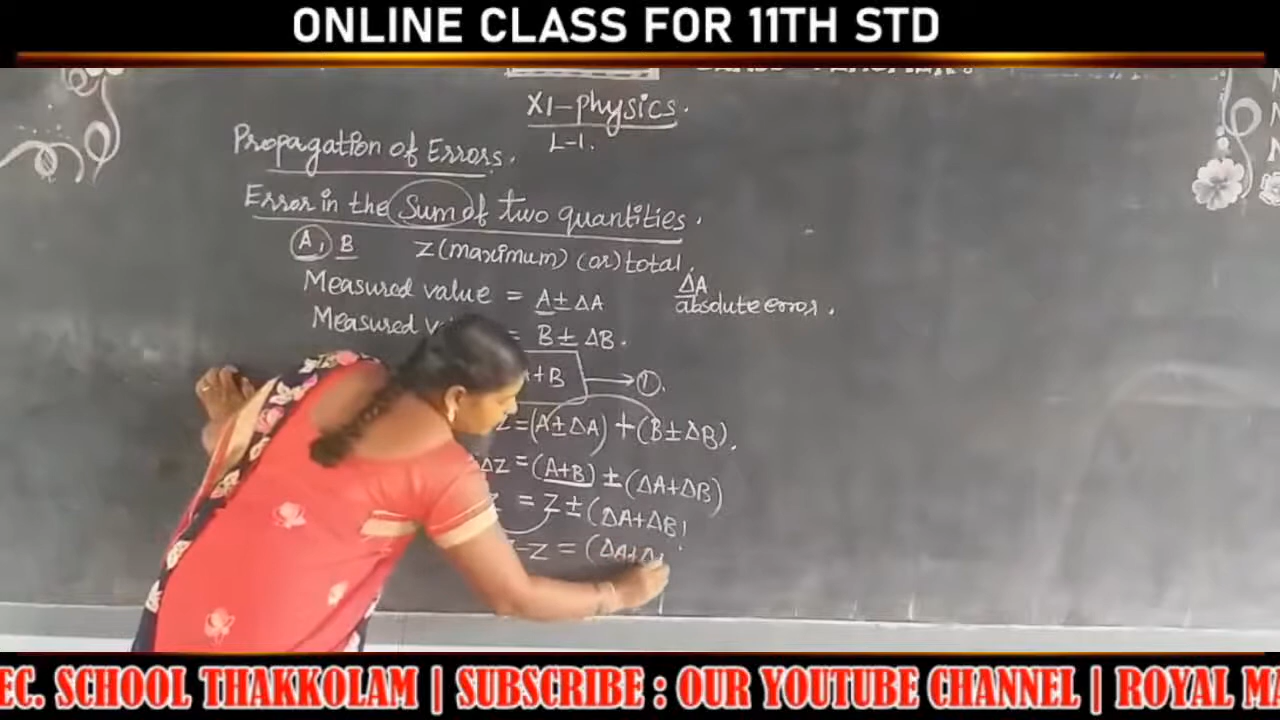 ONLINE CLASS FOR 11TH STD
XI-physics.
L-1.
Propagation of Errors.
Error in the Sum of two quantities.
A, B Z(maximum) (or) total.
Measured value = A ± ΔA
ΔA
absolute error.
Measured = B ± ΔB.
+B → ①.
=(A±ΔA) + (B±ΔB).
ΔZ =(A+B) ± (ΔA+ΔB)
= Z ± (ΔA+ΔB)
-Z = (ΔA+Δ
EC. SCHOOL THAKKOLAM | SUBSCRIBE : OUR YOUTUBE CHANNEL | ROYAL MA